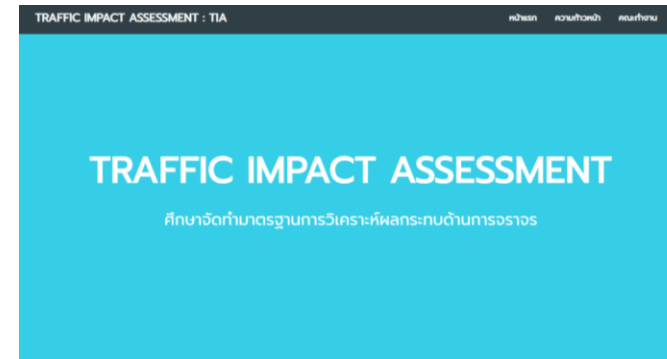 TRAFFIC IMPACT ASSESSMENT : TIA
หน้าแรก ความก้าวหน้า คณะทำงาน
TRAFFIC IMPACT ASSESSMENT
ศึกษาจัดทำมาตรฐานการวิเคราะห์ผลกระทบด้านการจราจร